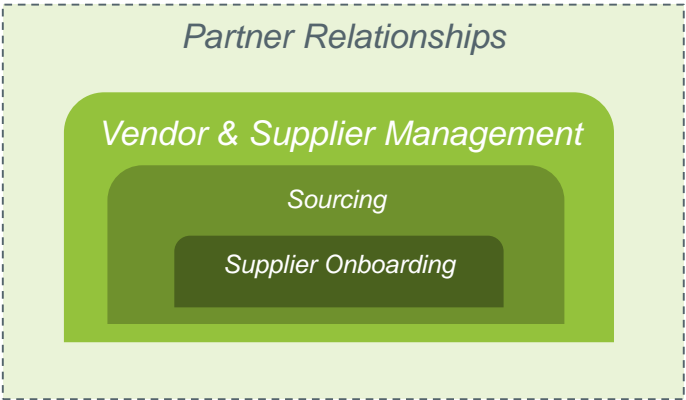 Partner Relationships
Vendor & Supplier Management
Sourcing
Supplier Onboarding